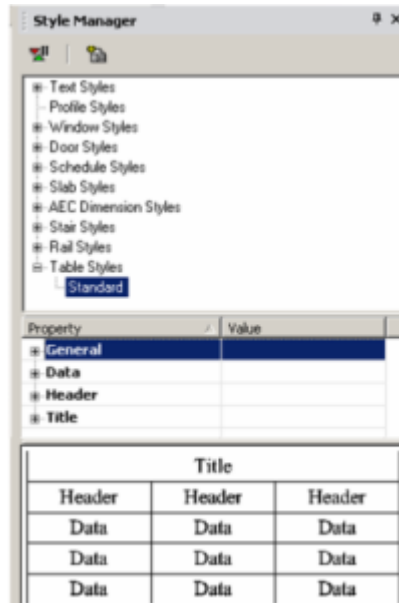 Style Manager
Text Styles
Profile Styles
Window Styles
Door Styles
Schedule Styles
Slab Styles
AEC Dimension Styles
Stair Styles
Rail Styles
Table Styles
Standard
Property Value
General
Data
Header
Title
Title
Header Header Header
Data Data Data
Data Data Data
Data Data Data